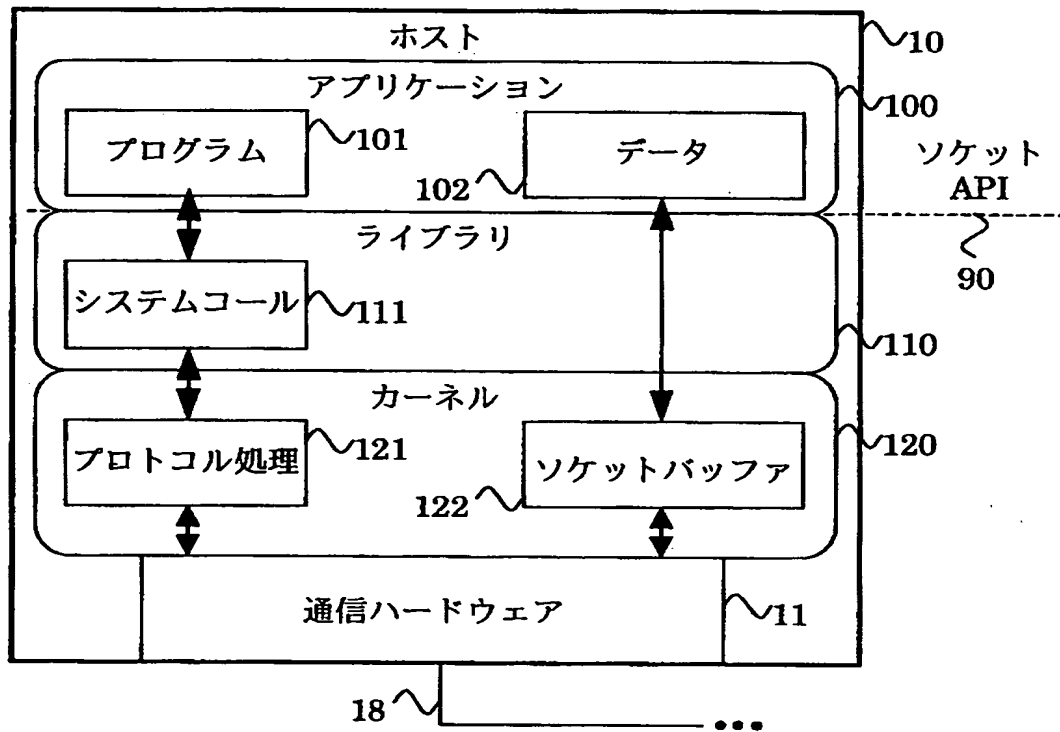 ホスト
10
アプリケーション
100
プログラム
101
データ
102
ソケット
API
90
ライブラリ
システムコール
111
110
カーネル
プロトコル処理
121
ソケットバッファ
122
120
通信ハードウェア
11
18
•••